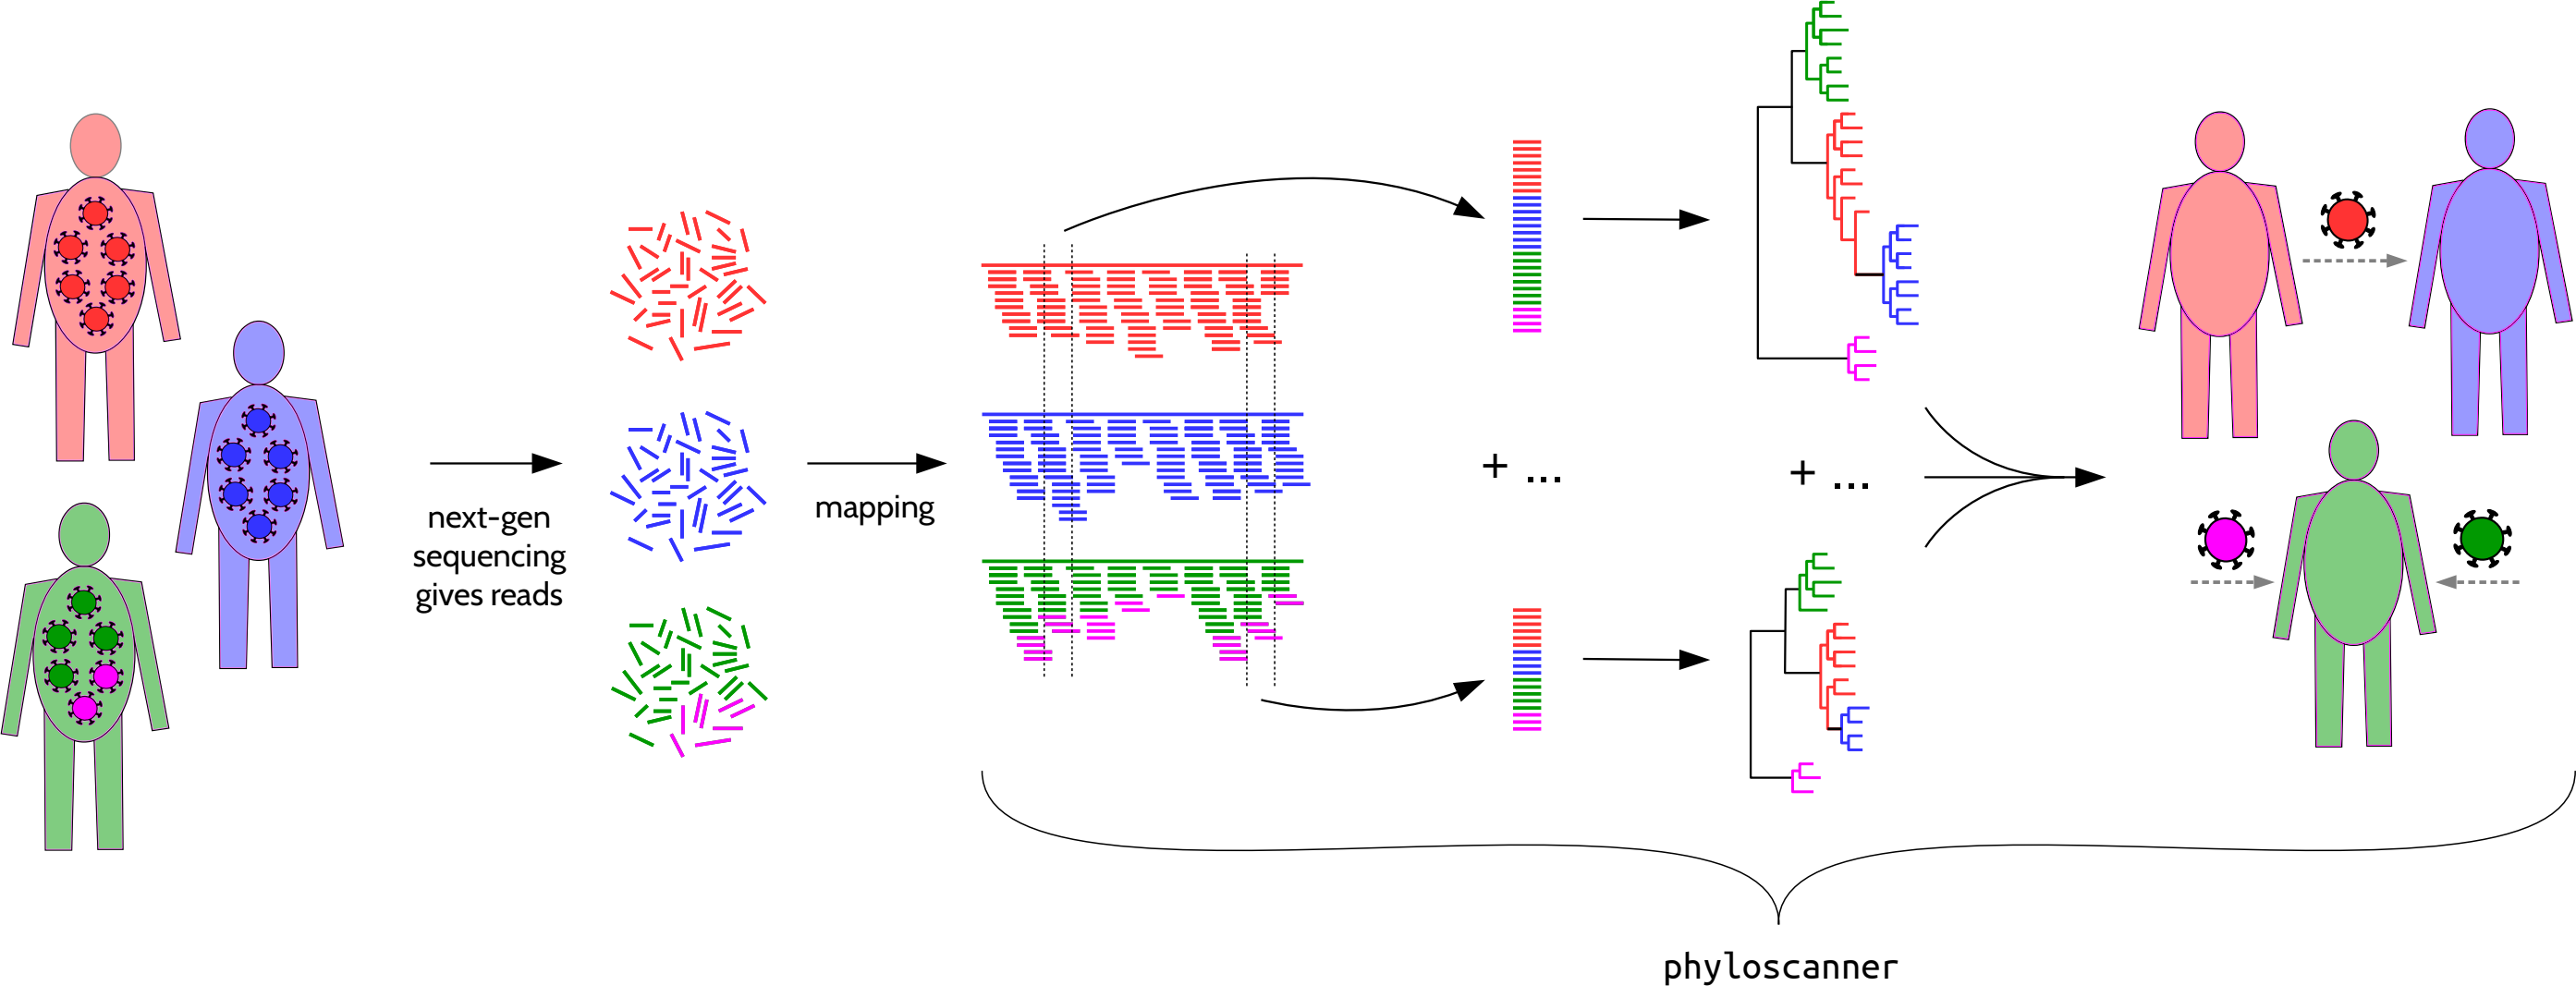 next-gen
sequencing
gives reads
mapping
+ ...
+ ...
phyloscanner